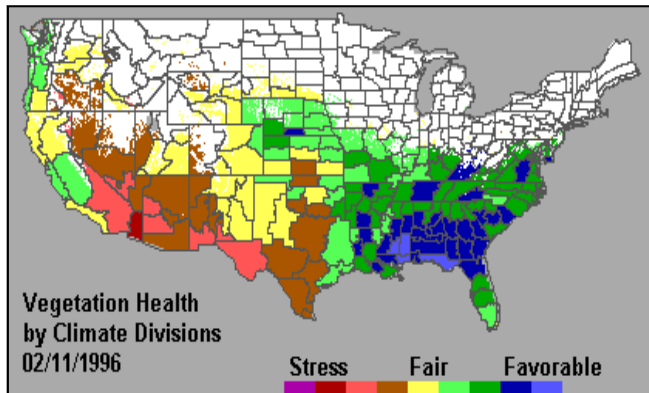 Vegetation Health
by Climate Divisions
02/11/1996
Stress Fair Favorable